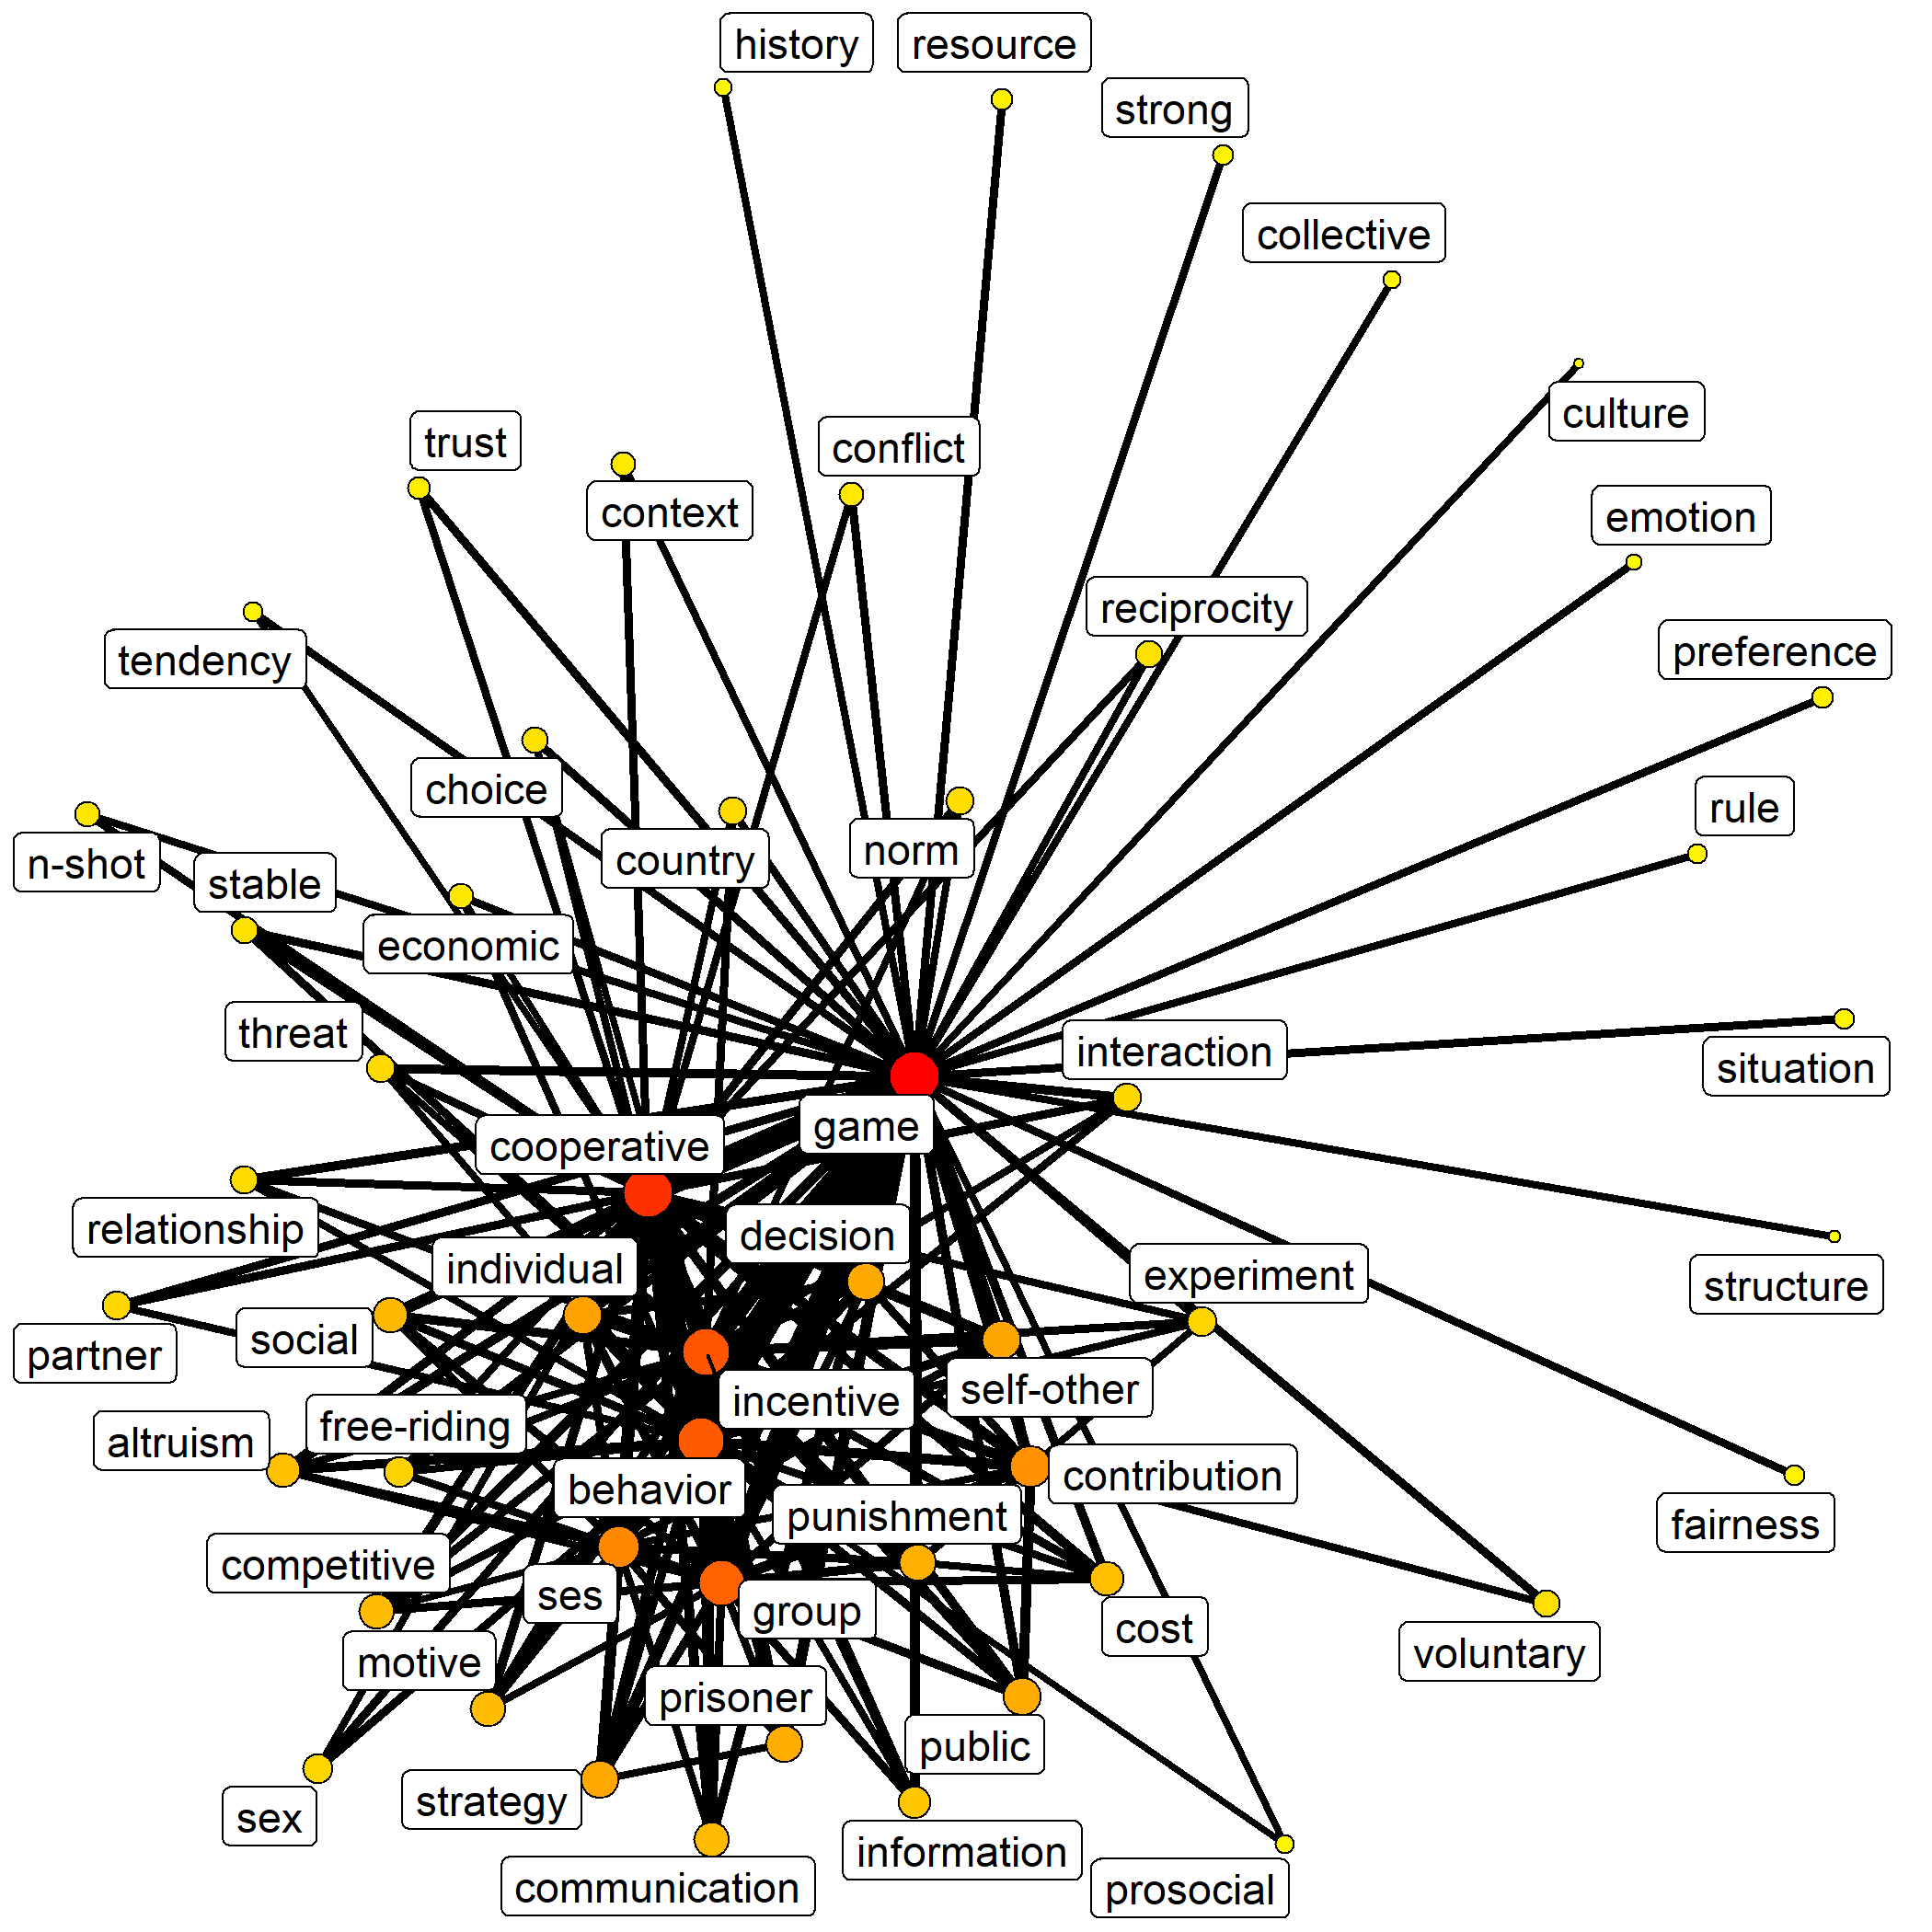 history
resource
strong
collective
culture
trust
conflict
context
emotion
reciprocity
preference
tendency
choice
rule
country
norm
n-shot
stable
economic
threat
interaction
situation
cooperative
game
relationship
decision
individual
experiment
structure
social
partner
self-other
incentive
free-riding
altruism
contribution
behavior
punishment
fairness
competitive
ses
group
cost
voluntary
motive
prisoner
public
strategy
sex
information
communication
prosocial